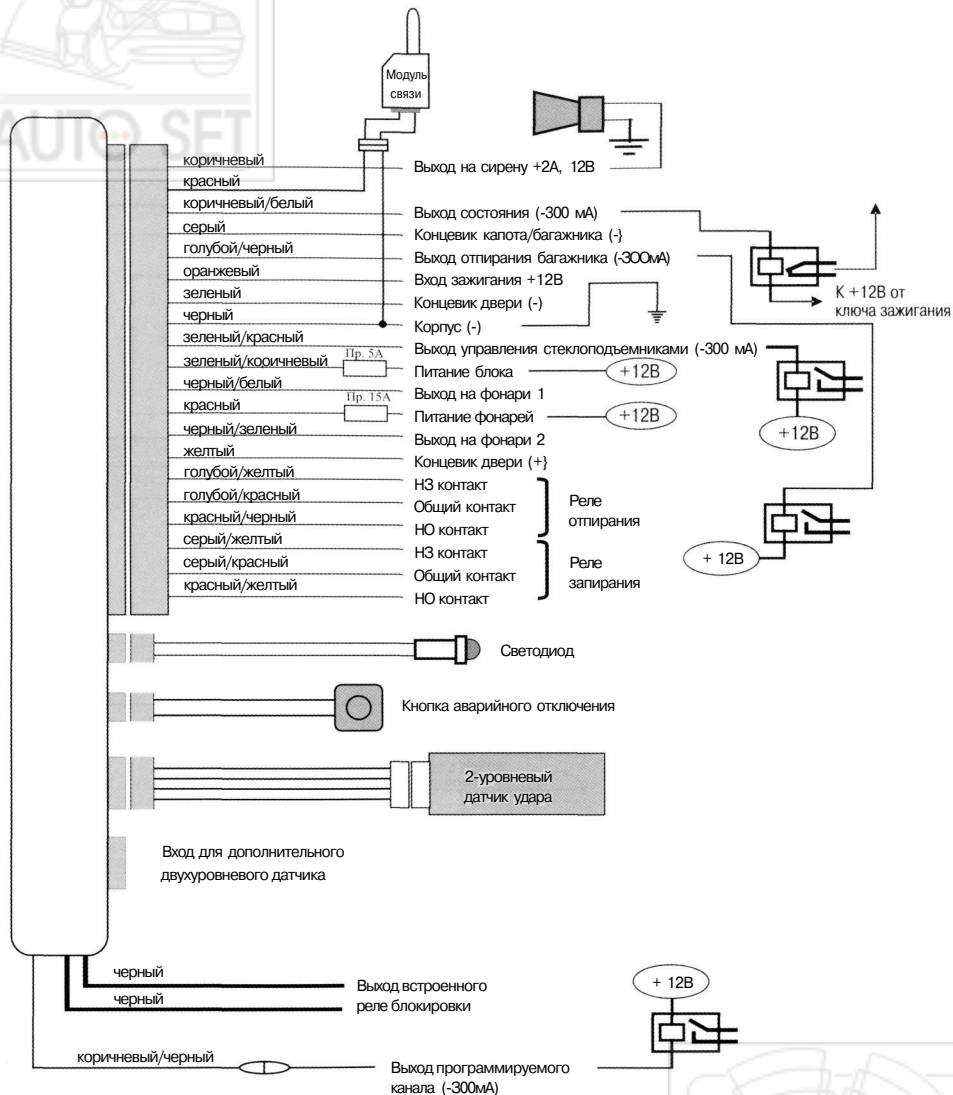 AUTO SET
Модуль
связи
коричневый
Выход на сирену +2А, 12В
красный
коричневый/белый
Выход состояния (-300 мА)
серый
Концевик капота/багажника (-}
голубой/черный
Выход отпирания багажника (-ЗООмА)
оранжевый
Вход зажигания +12В
К +12В от
ключа зажигания
зеленый
Концевик двери (-)
черный
Корпус (-)
зеленый/красный
Выход управления стеклоподъемниками (-300 мА)
зеленый/коричневый
Пр. 5А
Питание блока
+12В
черный/белый
Выход на фонари 1
красный
Пр. 15А
Питание фонарей
+12В
+12В
черный/зеленый
Выход на фонари 2
желтый
Концевик двери (+}
голубой/желтый
НЗ контакт
голубой/красный
Общий контакт
красный/черный
НО контакт
Реле
отпирания
серый/желтый
НЗ контакт
серый/красный
Общий контакт
красный/желтый
НО контакт
Реле
запирания
+ 12В
Светодиод
Кнопка аварийного отключения
2-уровневый
датчик удара
Вход для дополнительного
двухуровневого датчика
черный
черный
Выход встроенного
реле блокировки
+ 12В
коричневый/черный
Выход программируемого
канала (-300мА)